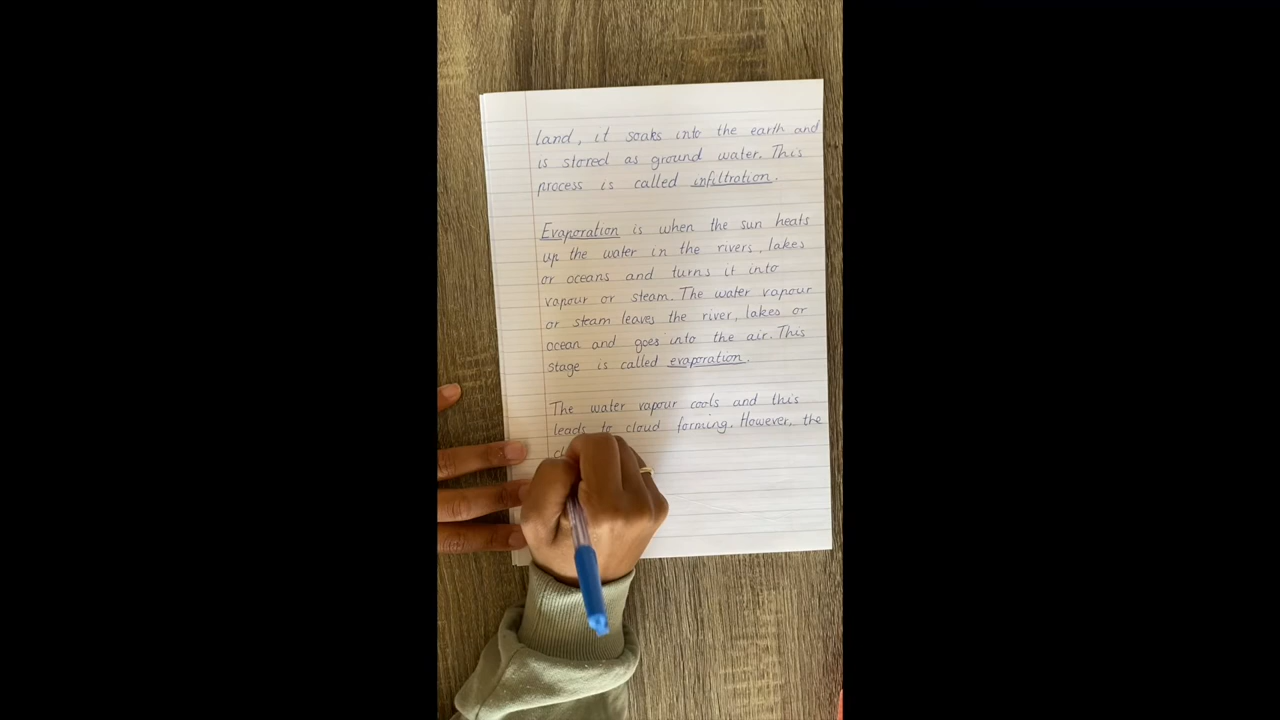 land, it soaks into the earth and
is stored as ground water. This
process is called infiltration.
Evaporation is when the sun heats
up the water in the rivers, lakes
or oceans and turns it into
vapour or steam. The water vapour
or steam leaves the river, lakes or
ocean and goes into the air. This
stage is called evaporation.
The water vapour cools and this
leads to cloud forming. However, the